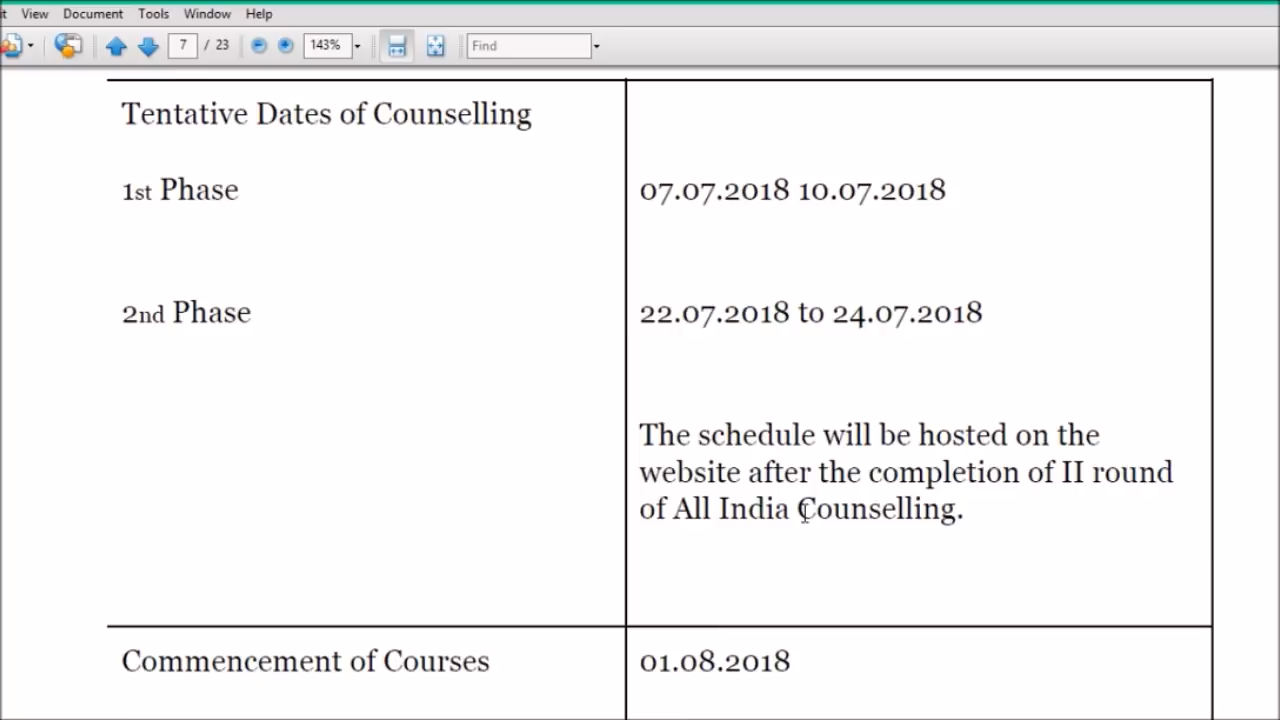 it View Document Tools Window Help
7 / 23 143% Find
Tentative Dates of Counselling
1st Phase 07.07.2018 10.07.2018
2nd Phase 22.07.2018 to 24.07.2018
The schedule will be hosted on the
website after the completion of II round
of All India Counselling.
Commencement of Courses 01.08.2018